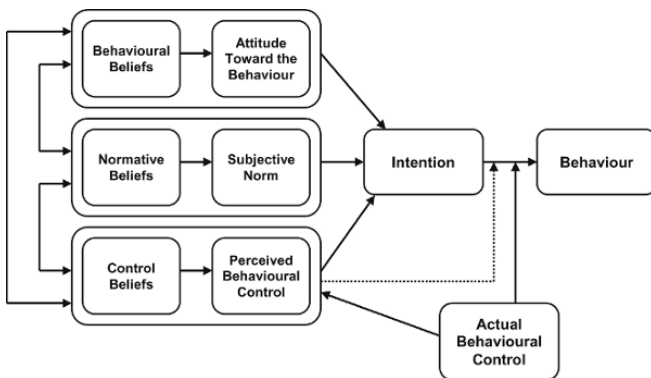 Behavioural
Beliefs
Attitude
Toward the
Behaviour
Normative
Beliefs
Subjective
Norm
Intention
Behaviour
Control
Beliefs
Perceived
Behavioural
Control
Actual
Behavioural
Control